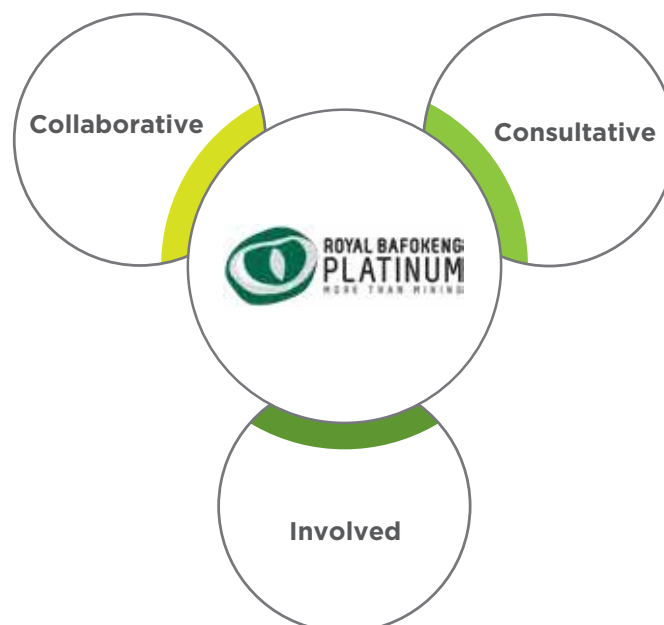 Collaborative
Consultative
ROYAL BAFOKENG
PLATINUM
MORE THAN MINING
Involved